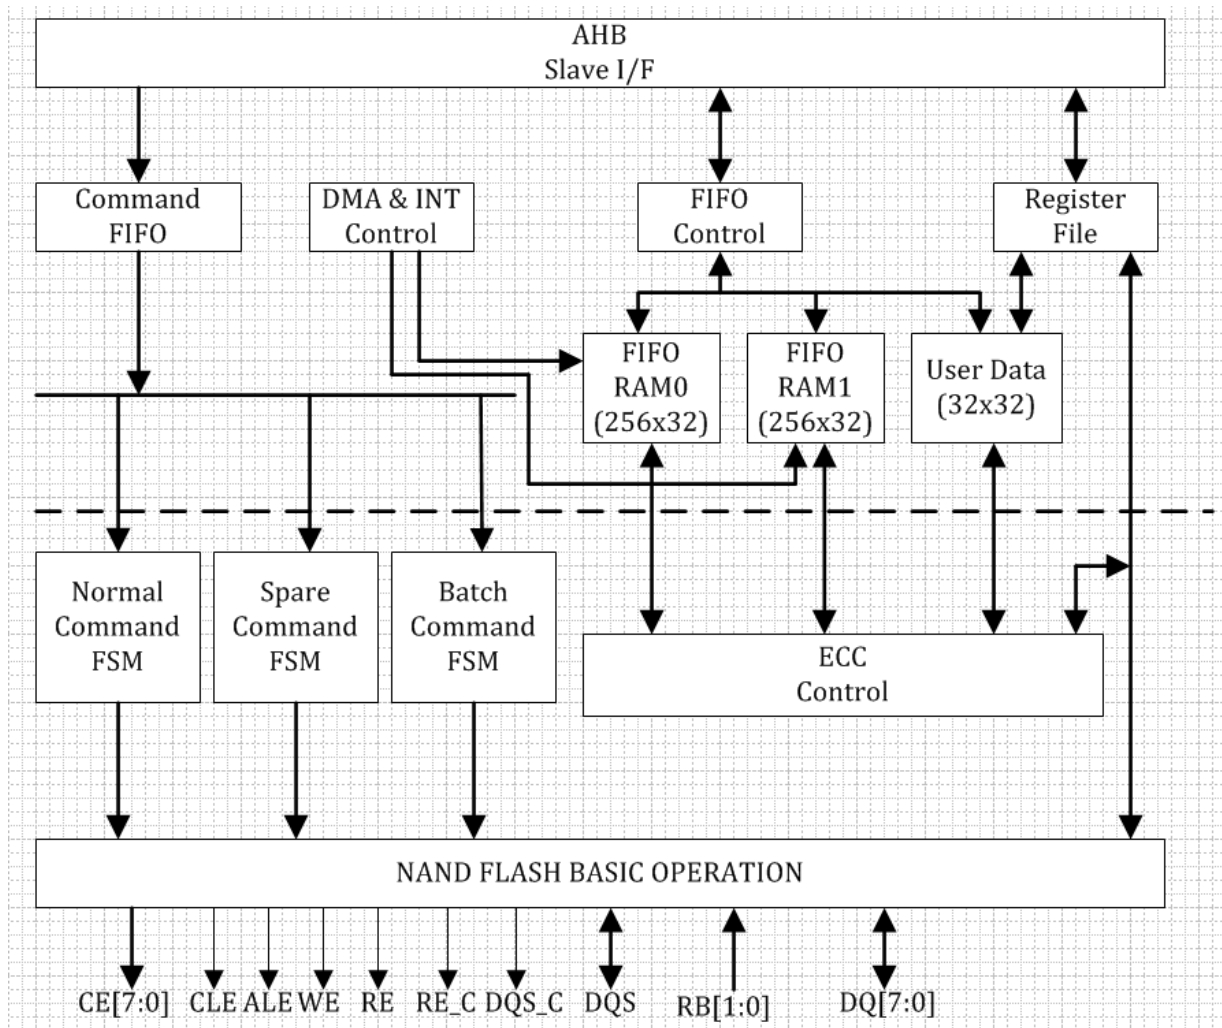 AHB
Slave I/F
Command
FIFO
DMA & INT
Control
FIFO
Control
Register
File
FIFO
RAM0
(256x32)
FIFO
RAM1
(256x32)
User Data
(32x32)
Normal
Command
FSM
Spare
Command
FSM
Batch
Command
FSM
ECC
Control
NAND FLASH BASIC OPERATION
CE[7:0]
CLE
ALE
WE
RE
RE_C
DQS_C
DQS
RB[1:0]
DQ[7:0]